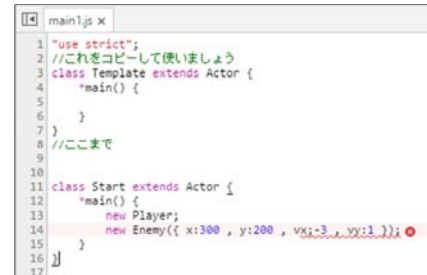 main1.js x
1 "use strict";
2 //これをコピーして使いましょう
3 class Template extends Actor {
4 *main() {
5
6 }
7 }
8 //ここまで
9
10
11 class Start extends Actor {
12 *main() {
13 new Player;
14 new Enemy({ x:300 , y:200 , vx;-3 , vy:1 });
15 }
16 }
17